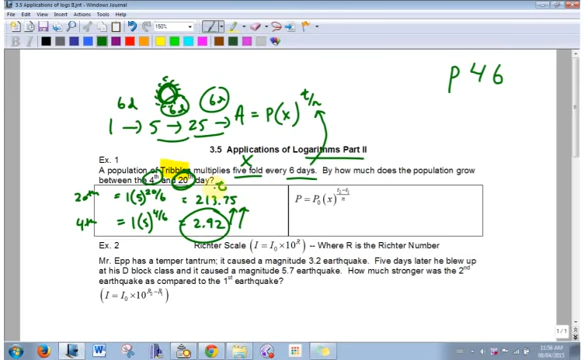 3.5 Applications of logs II.jnt - Windows Journal
File Edit View Insert Actions Tools Help
p 46
6d 6d 6d
1 → 5 → 25 → A = P(x)^t/n
3.5 Applications of Logarithms Part II
x
Ex. 1
A population of Tribbles multiplies five fold every 6 days. By how much does the population grow
between the 4th and 20th day?
20th = 1(5)^20/6 = 213.75
4th = 1(5)^4/6 = 2.92
P = P₀(x)^(t₂-t₁)/n
Ex. 2 Richter Scale (I = I₀ × 10^R) -- Where R is the Richter Number
Mr. Epp has a temper tantrum; it caused a magnitude 3.2 earthquake. Five days later he blew up
at this D block class and it caused a magnitude 5.7 earthquake. How much stronger was the 2nd
earthquake as compared to the 1st earthquake?
(I = I₀ × 10^R₂-R₁)
1/1
11:56 AM